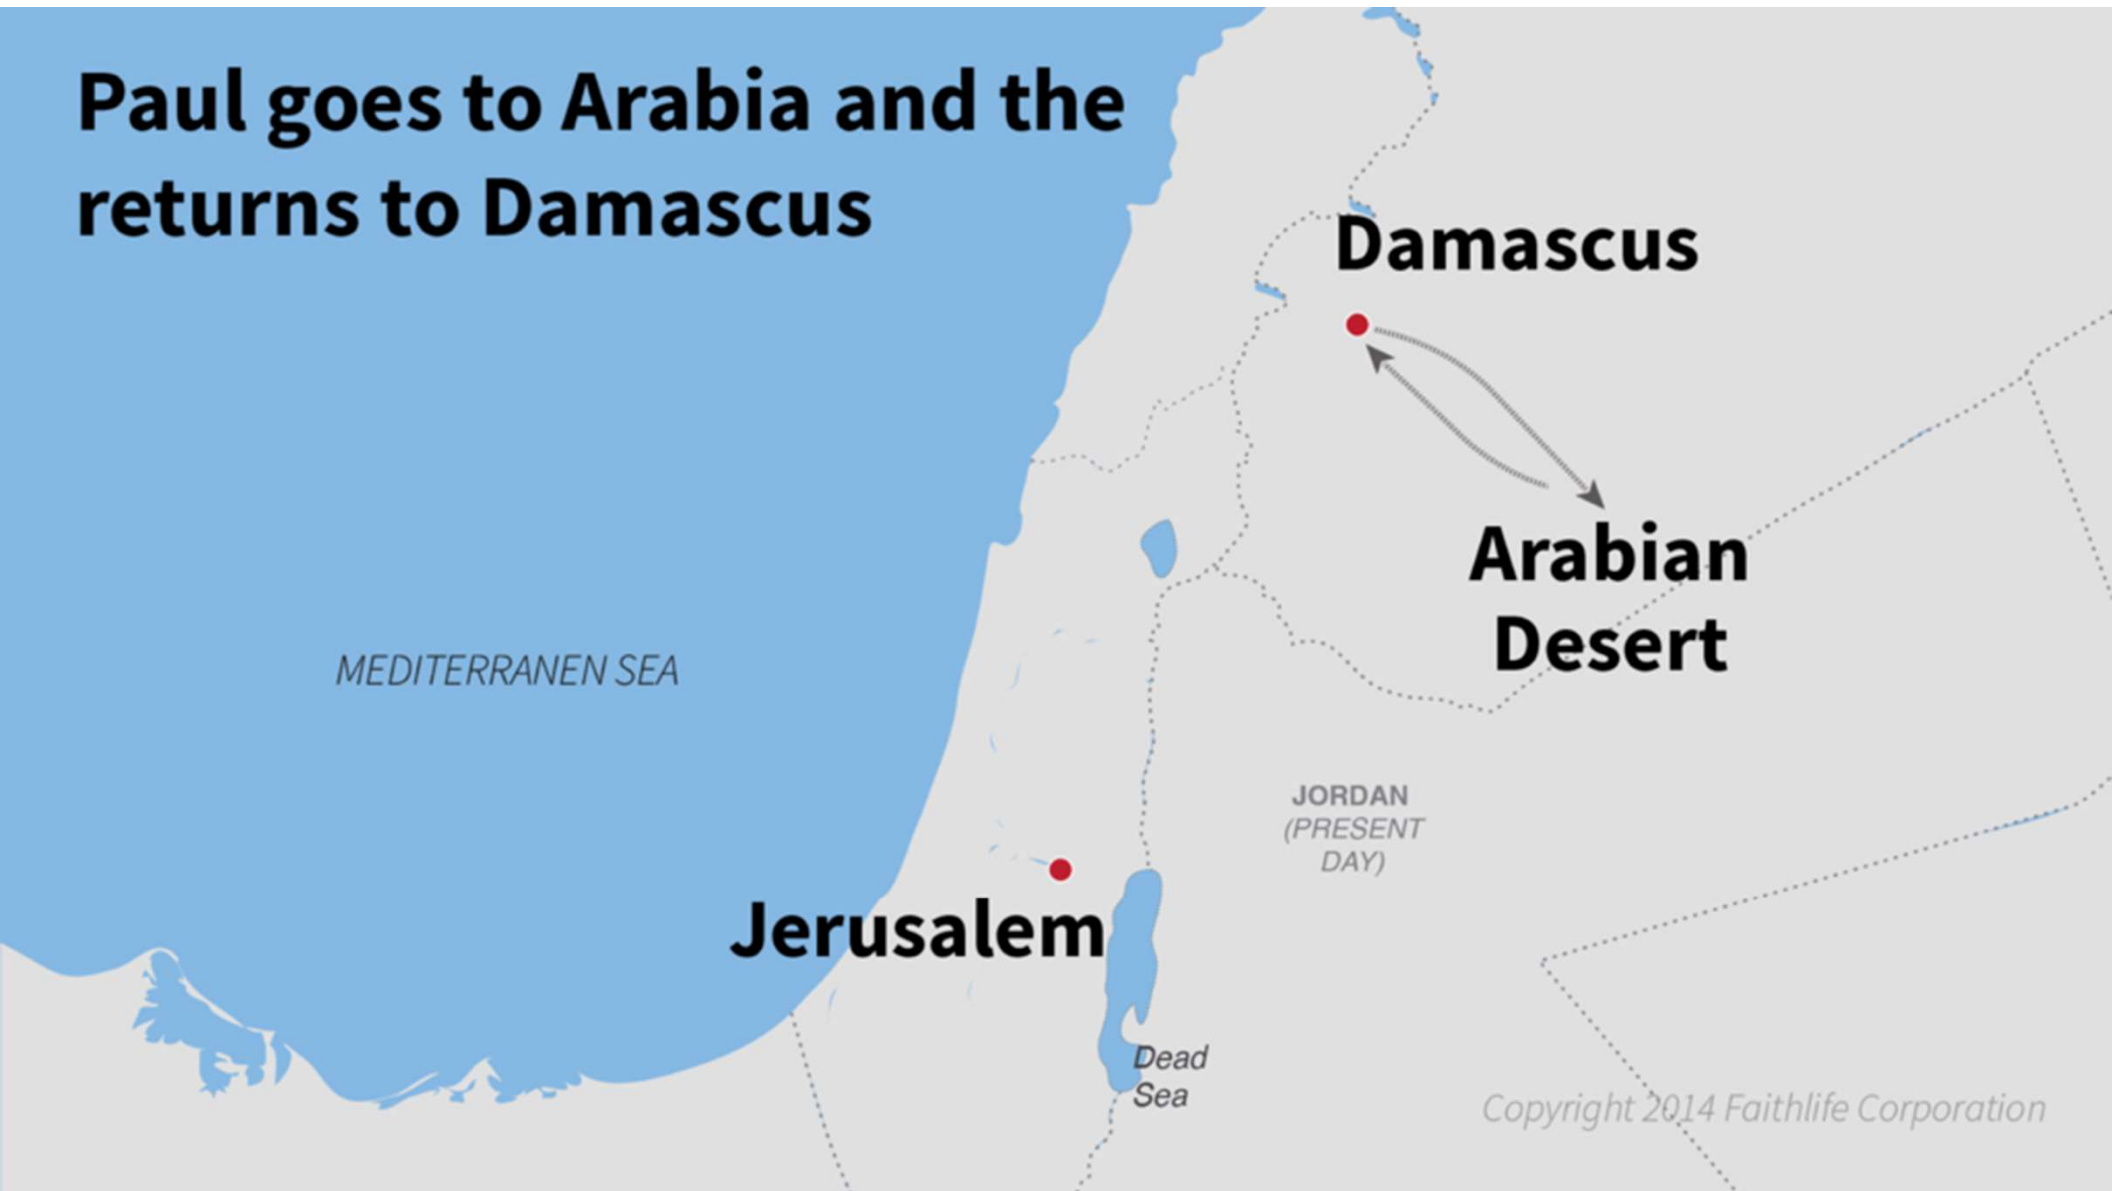 Paul goes to Arabia and the
returns to Damascus
Damascus
Arabian
Desert
MEDITERRANEN SEA
JORDAN
(PRESENT
DAY)
Jerusalem
Dead
Sea
Copyright 2014 Faithlife Corporation